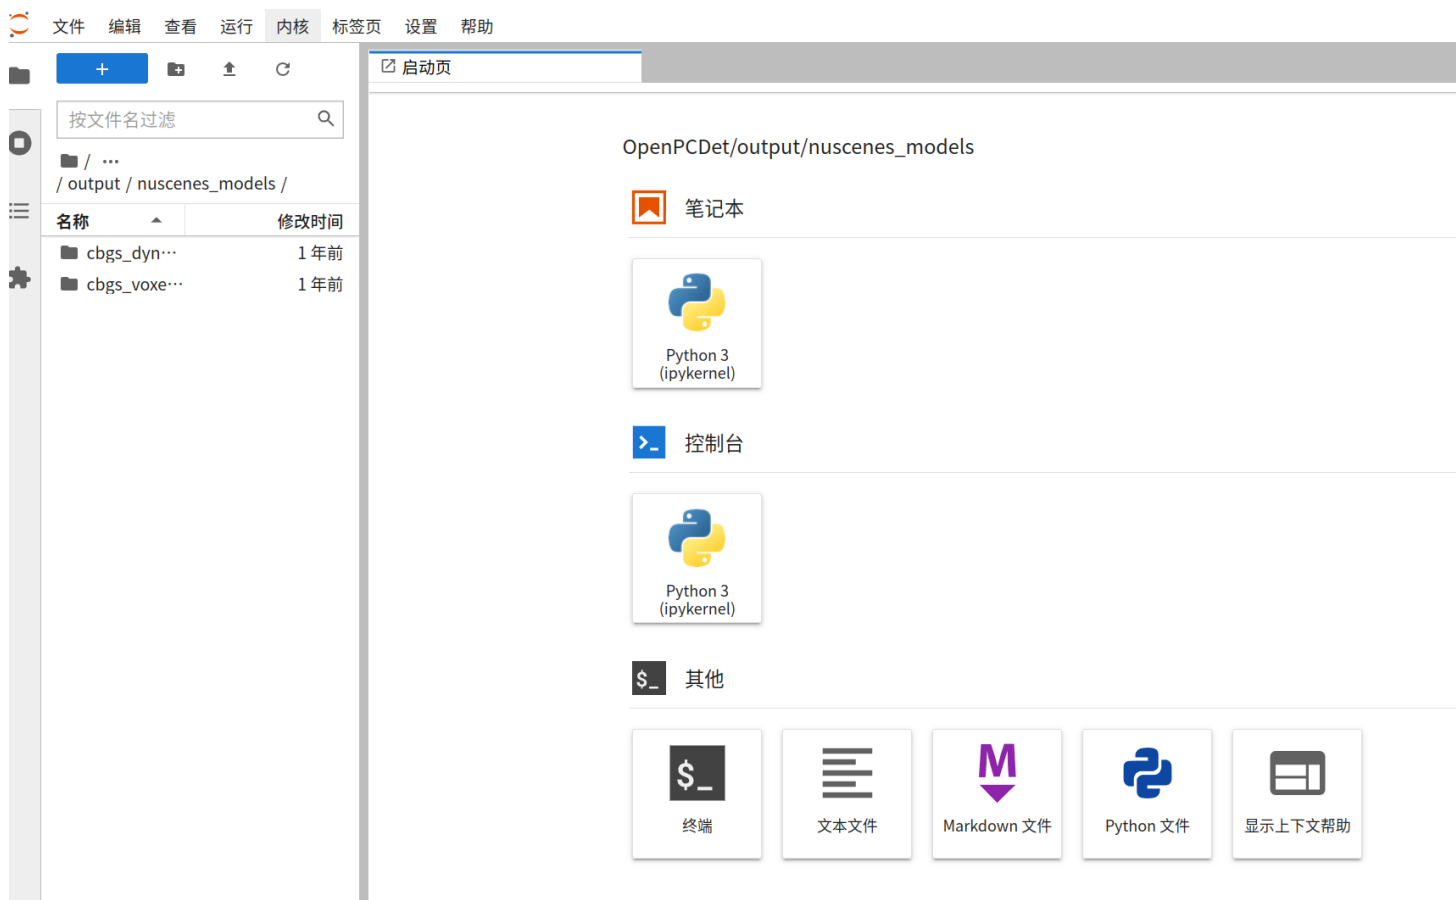 文件 编辑 查看 运行 内核 标签页 设置 帮助
+
启动页
按文件名过滤
/ ···
/ output / nuscenes_models /
名称 修改时间
cbgs_dyn··· 1 年前
cbgs_voxe··· 1 年前
OpenPCDet/output/nuscenes_models
笔记本
Python 3
(ipykernel)
控制台
Python 3
(ipykernel)
$_ 其他
$_
M
终端 文本文件 Markdown 文件 Python 文件 显示上下文帮助